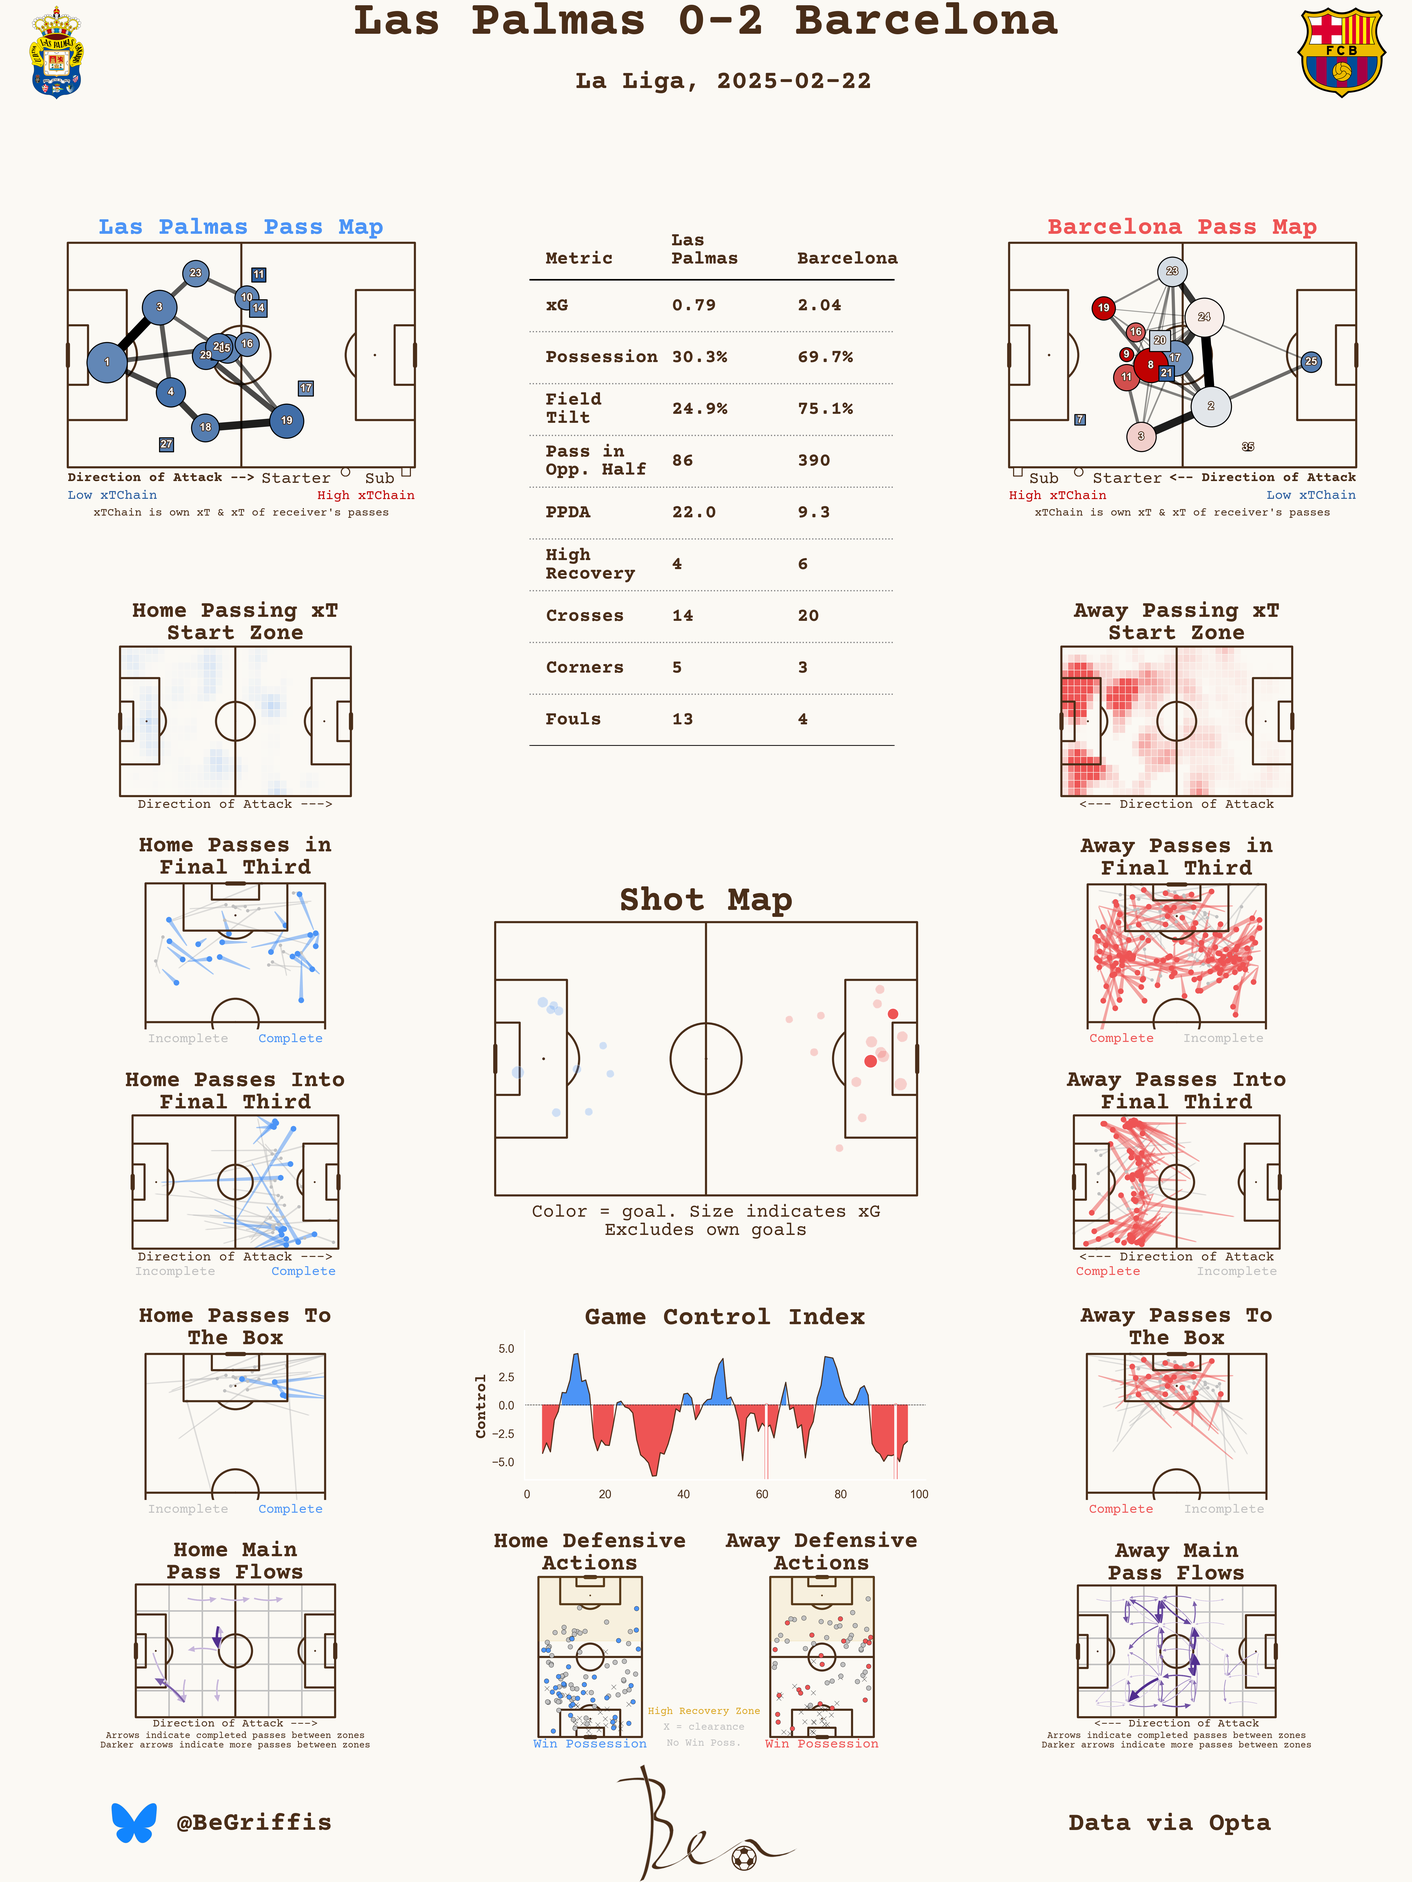 Las Palmas 0-2 Barcelona
La Liga, 2025-02-22
FCB
Las Palmas Pass Map
23
11
10
14
3
16
15
29
1
4
17
19
18
27
Direction of Attack --> Starter Sub
Low xTChain High xTChain
xTChain is own xT & xT of receiver's passes
Metric Las Palmas Barcelona
xG 0.79 2.04
Possession 30.3% 69.7%
Field Tilt 24.9% 75.1%
Pass in Opp. Half 86 390
PPDA 22.0 9.3
High Recovery 4 6
Crosses 14 20
Corners 5 3
Fouls 13 4
Barcelona Pass Map
23
19
24
16
20
9
17
25
8
11
21
2
7
3
35
Sub Starter <-- Direction of Attack
High xTChain Low xTChain
xTChain is own xT & xT of receiver's passes
Home Passing xT
Start Zone
Direction of Attack --->
Away Passing xT
Start Zone
<--- Direction of Attack
Home Passes in
Final Third
Incomplete Complete
Away Passes in
Final Third
Complete Incomplete
Shot Map
Color = goal. Size indicates xG
Excludes own goals
Home Passes Into
Final Third
Direction of Attack --->
Incomplete Complete
Away Passes Into
Final Third
<--- Direction of Attack
Complete Incomplete
Home Passes To
The Box
Incomplete Complete
Game Control Index
Control
5.0
2.5
0.0
−2.5
−5.0
0 20 40 60 80 100
Away Passes To
The Box
Complete Incomplete
Home Main
Pass Flows
Direction of Attack --->
Arrows indicate completed passes between zones
Darker arrows indicate more passes between zones
Home Defensive
Actions
Win Possession
High Recovery Zone
X = clearance
No Win Poss.
Away Defensive
Actions
Win Possession
Away Main
Pass Flows
<--- Direction of Attack
Arrows indicate completed passes between zones
Darker arrows indicate more passes between zones
@BeGriffis
Ben
Data via Opta